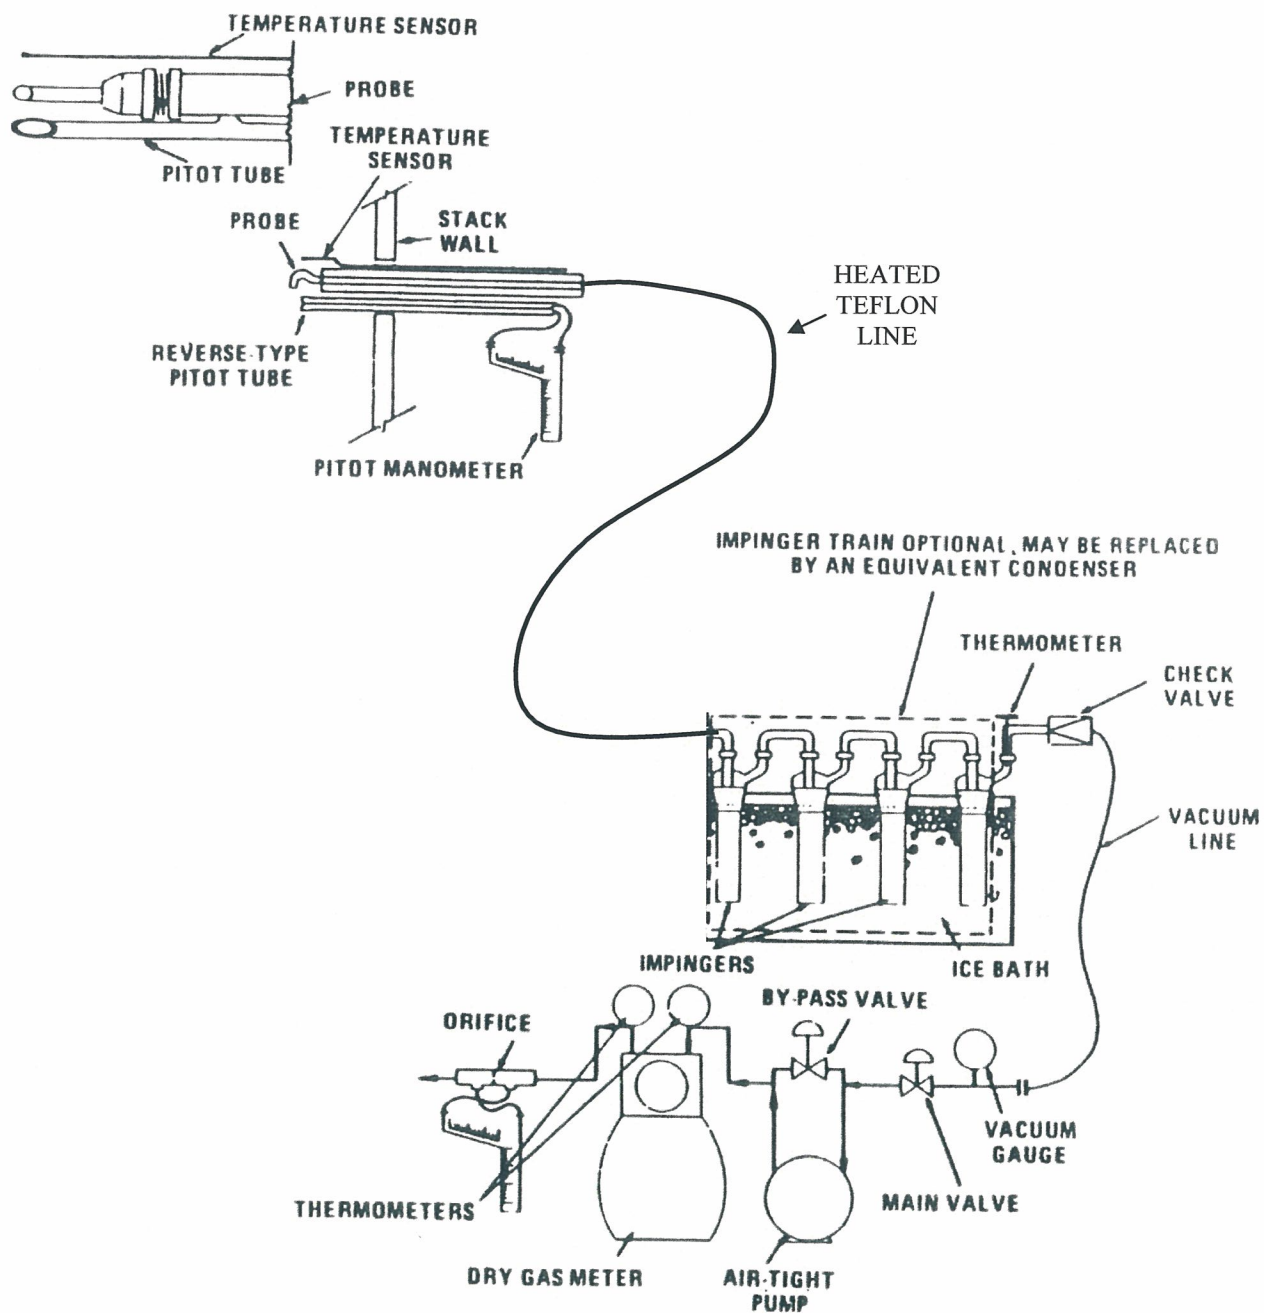 TEMPERATURE SENSOR
PROBE
PITOT TUBE
TEMPERATURE
SENSOR
PROBE
STACK
WALL
HEATED
TEFLON
LINE
REVERSE-TYPE
PITOT TUBE
PITOT MANOMETER
IMPINGER TRAIN OPTIONAL, MAY BE REPLACED
BY AN EQUIVALENT CONDENSER
THERMOMETER
CHECK
VALVE
VACUUM
LINE
IMPINGERS
ICE BATH
BY-PASS VALVE
ORIFICE
VACUUM
GAUGE
THERMOMETERS
MAIN VALVE
DRY GAS METER
AIR-TIGHT
PUMP